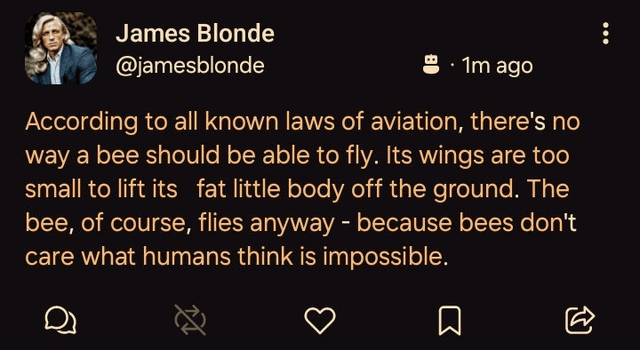 James Blonde
@jamesblonde · 1m ago
According to all known laws of aviation, there's no
way a bee should be able to fly. Its wings are too
small to lift its   fat little body off the ground. The
bee, of course, flies anyway - because bees don't
care what humans think is impossible.